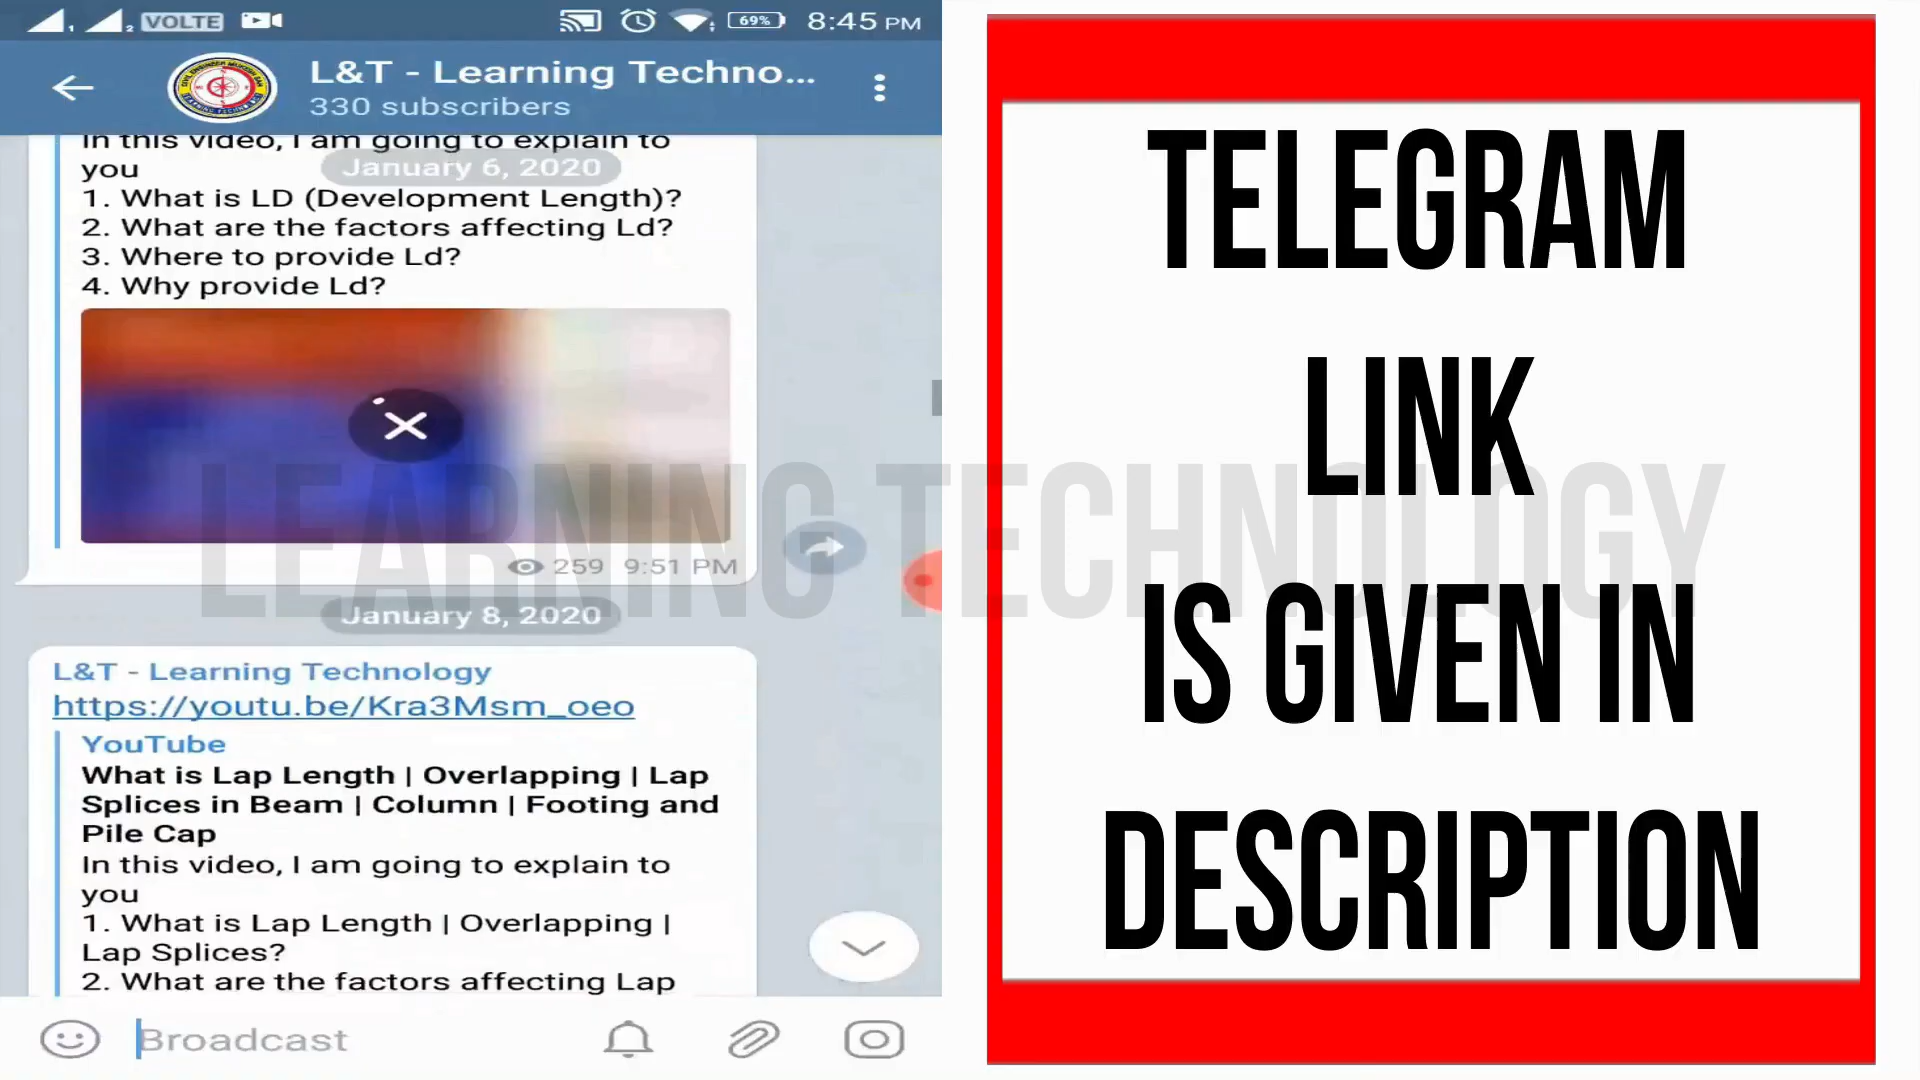 1 2 VOLTE 69% 8:45 PM
L&T - Learning Techno...
330 subscribers
In this video, I am going to explain to
you
January 6, 2020
1. What is LD (Development Length)?
2. What are the factors affecting Ld?
3. Where to provide Ld?
4. Why provide Ld?
259 9:51 PM
January 8, 2020
L&T - Learning Technology
https://youtu.be/Kra3Msm_oeo
YouTube
What is Lap Length | Overlapping | Lap
Splices in Beam | Column | Footing and
Pile Cap
In this video, I am going to explain to
you
1. What is Lap Length | Overlapping |
Lap Splices?
2. What are the factors affecting Lap
Broadcast
TELEGRAM
LINK
IS GIVEN IN
DESCRIPTION
LEARNING TECHNOLOGY